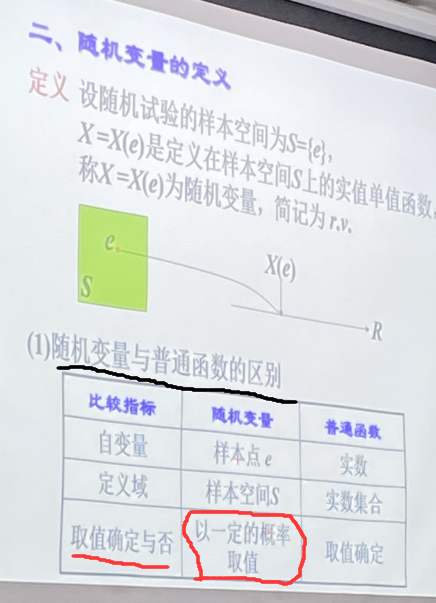 二、随机变量的定义
定义 设随机试验的样本空间为S={e},
X=X(e)是定义在样本空间S上的实值单值函数,
称X=X(e)为随机变量，简记为 r.v.
e
S
X(e)
R
(1)随机变量与普通函数的区别
比较指标 随机变量 普通函数
自变量 样本点 e 实数
定义域 样本空间S 实数集合
取值确定与否 以一定的概率取值 取值确定